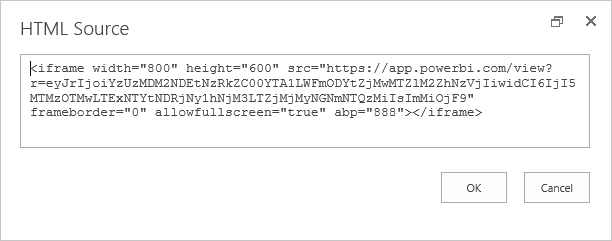 HTML Source
<iframe width="800" height="600" src="https://app.powerbi.com/view?
r=eyJrIjoiYzUzMDM2NDEtNzRkZC00YTA1LWFmODYtZjMwMTZlM2ZhNzVjIiwidCI6IjI5
MTMzOTMwLTExNTYtNDRjNy1hNjM3LTZjMjMyNGNmNTQzMiIsImMiOjF9"
frameborder="0" allowfullscreen="true" abp="888"></iframe>
OK
Cancel